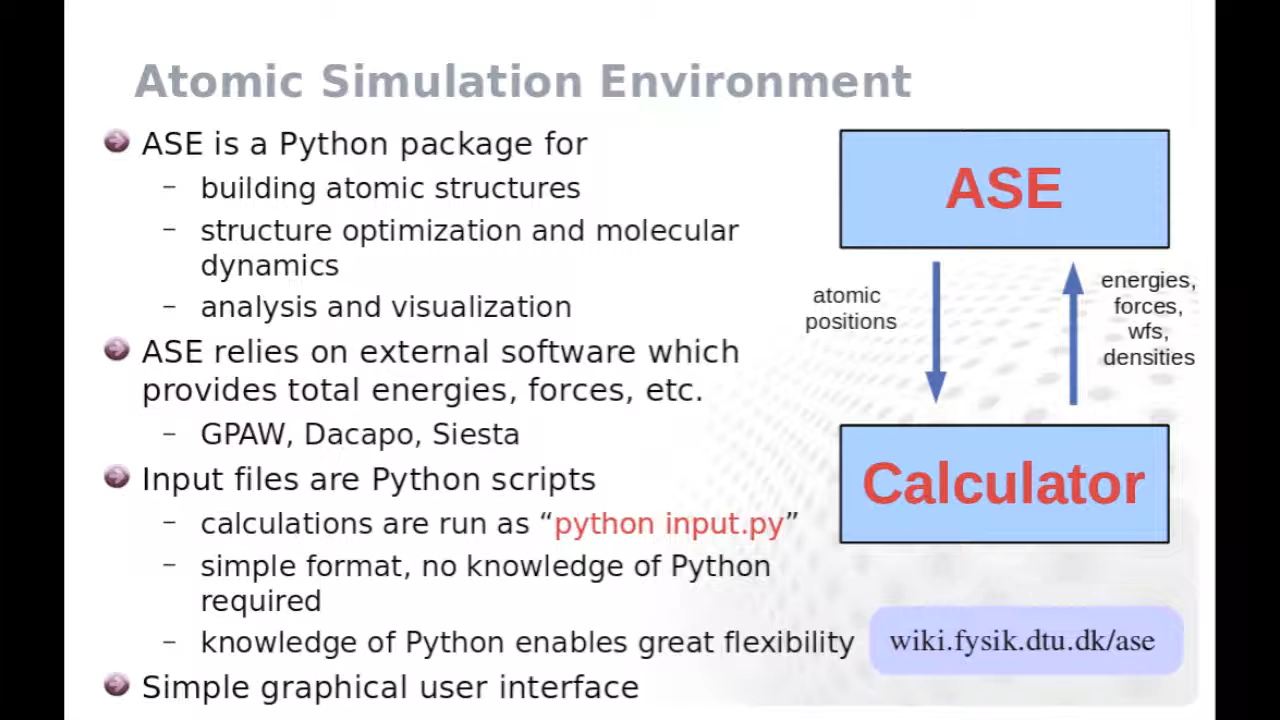 Atomic Simulation Environment
ASE is a Python package for
– building atomic structures
– structure optimization and molecular
dynamics
– analysis and visualization
ASE relies on external software which
provides total energies, forces, etc.
– GPAW, Dacapo, Siesta
Input files are Python scripts
– calculations are run as “python input.py”
– simple format, no knowledge of Python
required
– knowledge of Python enables great flexibility
Simple graphical user interface
ASE
atomic
positions
energies,
forces,
wfs,
densities
Calculator
wiki.fysik.dtu.dk/ase